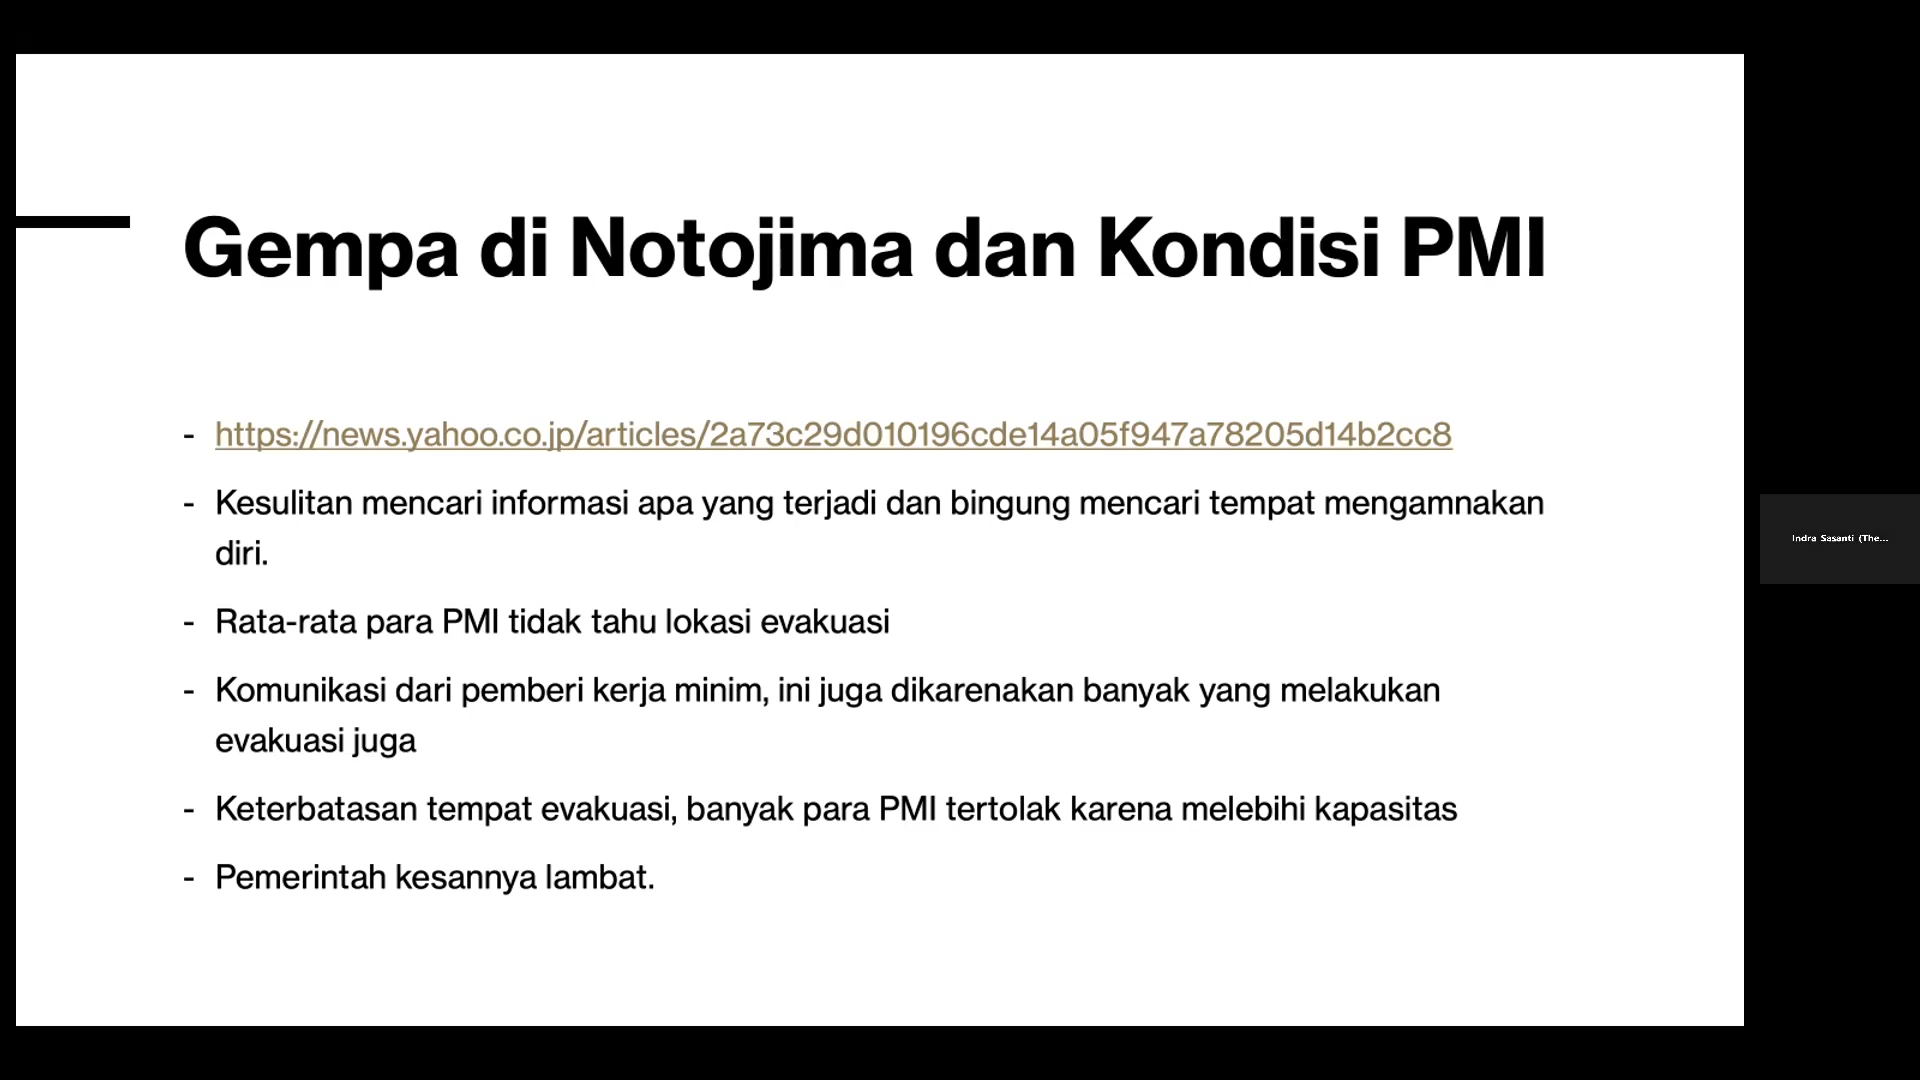 Gempa di Notojima dan Kondisi PMI
- https://news.yahoo.co.jp/articles/2a73c29d010196cde14a05f947a78205d14b2cc8
- Kesulitan mencari informasi apa yang terjadi dan bingung mencari tempat mengamnakan
diri.
- Rata-rata para PMI tidak tahu lokasi evakuasi
- Komunikasi dari pemberi kerja minim, ini juga dikarenakan banyak yang melakukan
evakuasi juga
- Keterbatasan tempat evakuasi, banyak para PMI tertolak karena melebihi kapasitas
- Pemerintah kesannya lambat.
Indra Sasanti (The...